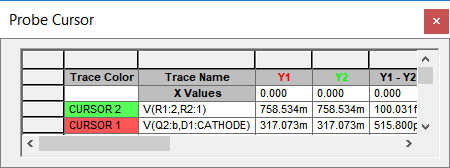 Probe Cursor
Trace Color Trace Name Y1 Y2 Y1 - Y2
X Values 0.000 0.000 0.000
CURSOR 2 V(R1:2,R2:1) 758.534m 758.534m 100.031f
CURSOR 1 V(Q2:b,D1:CATHODE) 317.073m 317.073m 515.800p